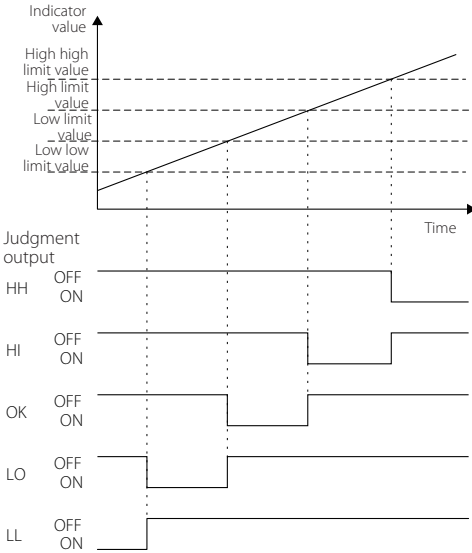 Indicator
value
High high
limit value
High limit
value
Low limit
value
Low low
limit value
Time
Judgment
output
HH OFF
ON
HI OFF
ON
OK OFF
ON
LO OFF
ON
LL OFF
ON